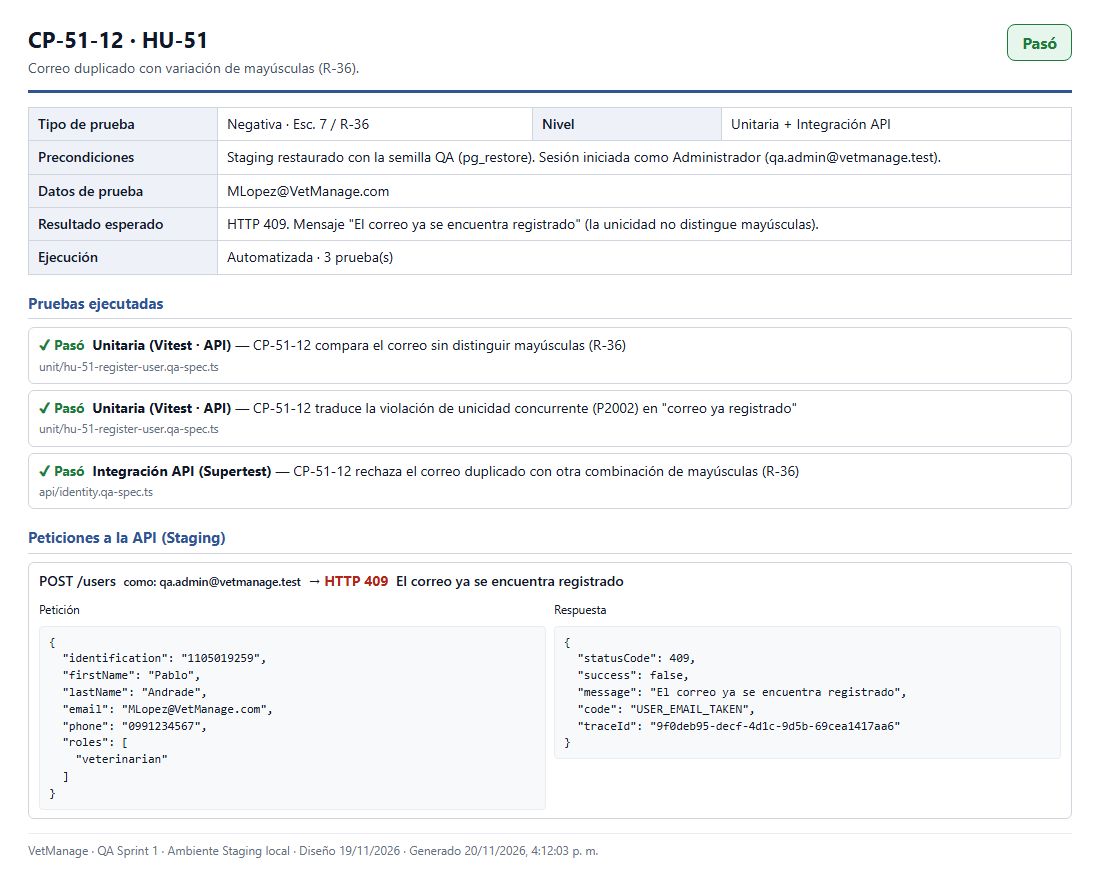 CP-51-12 · HU-51
Pasó
Correo duplicado con variación de mayúsculas (R-36).
Tipo de prueba Negativa · Esc. 7 / R-36 Nivel Unitaria + Integración API
Precondiciones Staging restaurado con la semilla QA (pg_restore). Sesión iniciada como Administrador (qa.admin@vetmanage.test).
Datos de prueba MLopez@VetManage.com
Resultado esperado HTTP 409. Mensaje "El correo ya se encuentra registrado" (la unicidad no distingue mayúsculas).
Ejecución Automatizada · 3 prueba(s)
Pruebas ejecutadas
✓ Pasó Unitaria (Vitest · API) — CP-51-12 compara el correo sin distinguir mayúsculas (R-36)
unit/hu-51-register-user.qa-spec.ts
✓ Pasó Unitaria (Vitest · API) — CP-51-12 traduce la violación de unicidad concurrente (P2002) en "correo ya registrado"
unit/hu-51-register-user.qa-spec.ts
✓ Pasó Integración API (Supertest) — CP-51-12 rechaza el correo duplicado con otra combinación de mayúsculas (R-36)
api/identity.qa-spec.ts
Peticiones a la API (Staging)
POST /users como: qa.admin@vetmanage.test → HTTP 409 El correo ya se encuentra registrado
Petición
{
"identification": "1105019259",
"firstName": "Pablo",
"lastName": "Andrade",
"email": "MLopez@VetManage.com",
"phone": "0991234567",
"roles": [
"veterinarian"
]
}
Respuesta
{
"statusCode": 409,
"success": false,
"message": "El correo ya se encuentra registrado",
"code": "USER_EMAIL_TAKEN",
"traceId": "9f0deb95-decf-4d1c-9d5b-69cea1417aa6"
}
VetManage · QA Sprint 1 · Ambiente Staging local · Diseño 19/11/2026 · Generado 20/11/2026, 4:12:03 p. m.